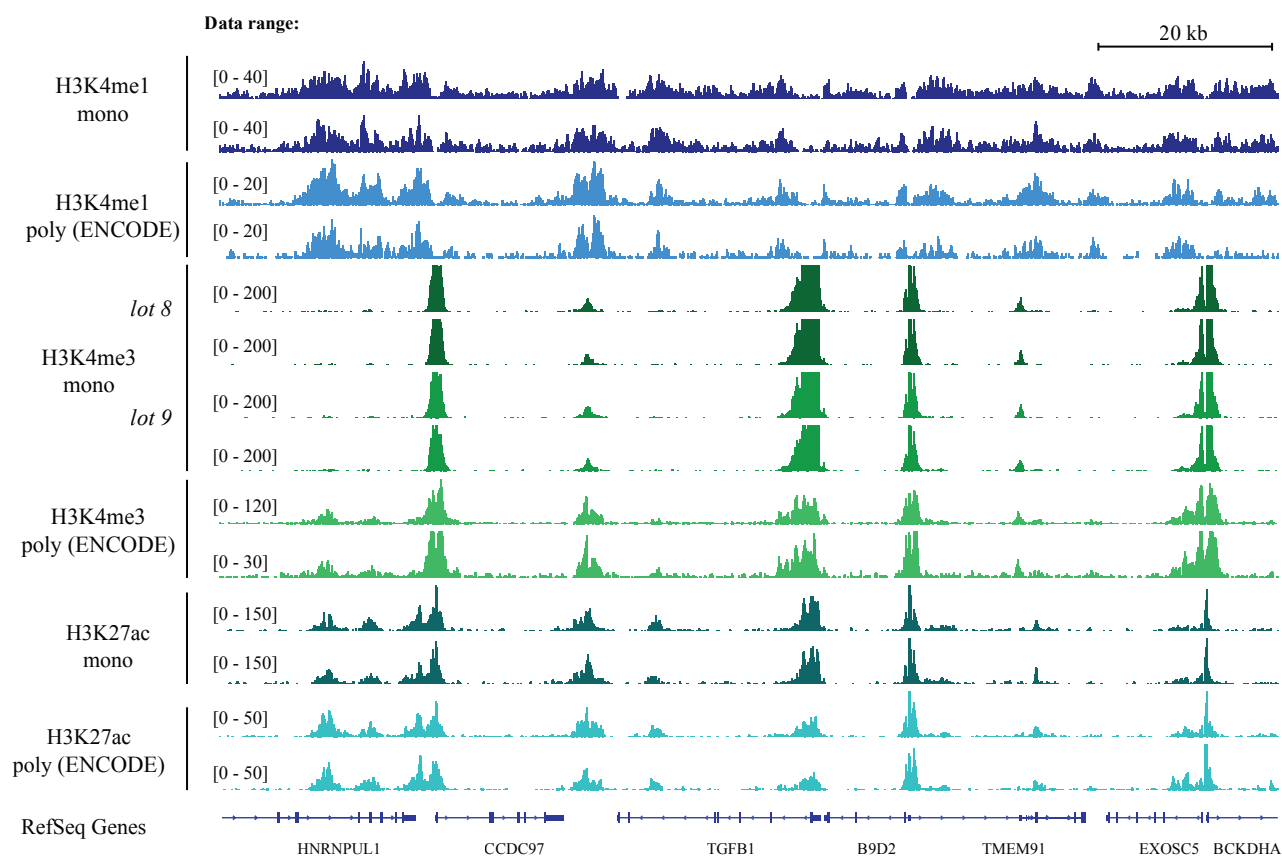 Data range:
20 kb
H3K4me1
mono
[0 - 40]
[0 - 40]
H3K4me1
poly (ENCODE)
[0 - 20]
[0 - 20]
lot 8
[0 - 200]
H3K4me3
mono
[0 - 200]
lot 9
[0 - 200]
[0 - 200]
H3K4me3
poly (ENCODE)
[0 - 120]
[0 - 30]
H3K27ac
mono
[0 - 150]
[0 - 150]
H3K27ac
poly (ENCODE)
[0 - 50]
[0 - 50]
RefSeq Genes
HNRNPUL1 CCDC97 TGFB1 B9D2 TMEM91 EXOSC5 BCKDHA